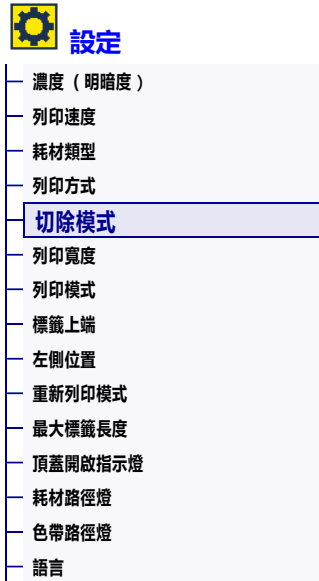 設定
濃度（明暗度）
列印速度
耗材類型
列印方式
切除模式
列印寬度
列印模式
標籤上端
左側位置
重新列印模式
最大標籤長度
頂蓋開啟指示燈
耗材路徑燈
色帶路徑燈
語言